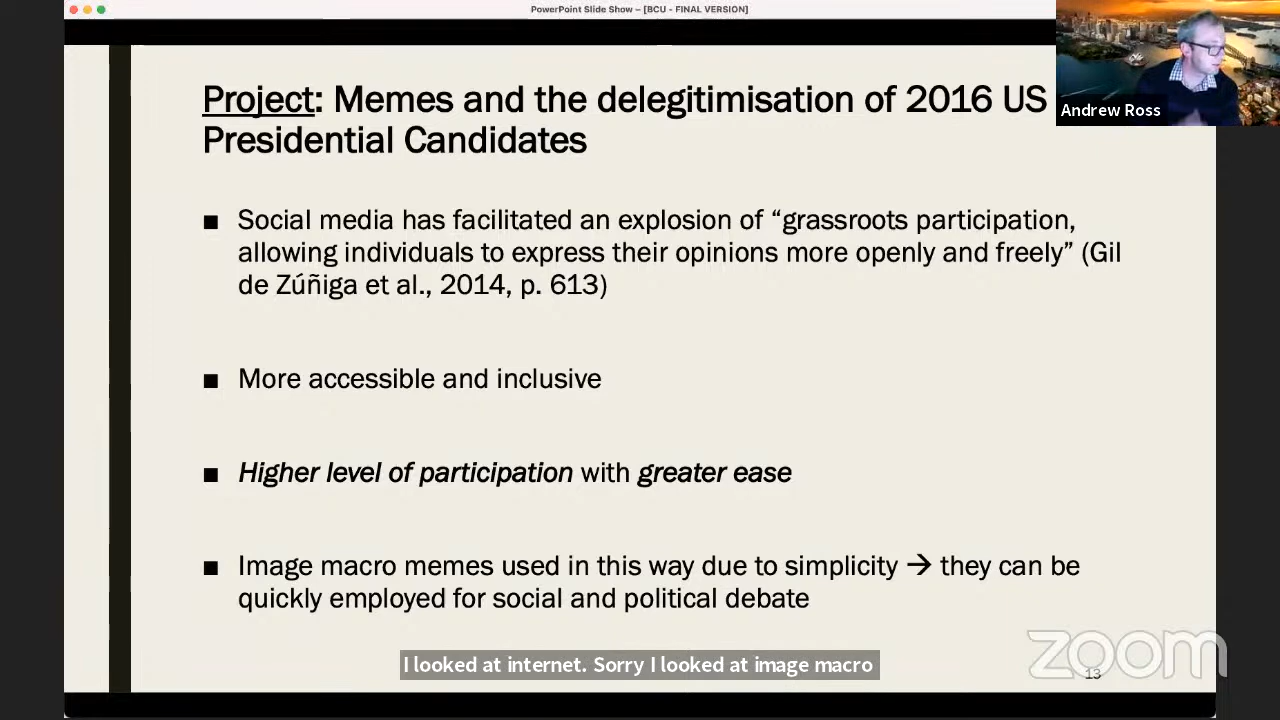 PowerPoint Slide Show – [BCU - FINAL VERSION]
Project: Memes and the delegitimisation of 2016 US
Presidential Candidates
Andrew Ross
■ Social media has facilitated an explosion of “grassroots participation,
allowing individuals to express their opinions more openly and freely” (Gil
de Zúñiga et al., 2014, p. 613)
■ More accessible and inclusive
■ Higher level of participation with greater ease
■ Image macro memes used in this way due to simplicity → they can be
quickly employed for social and political debate
I looked at internet. Sorry I looked at image macro
zoom
13